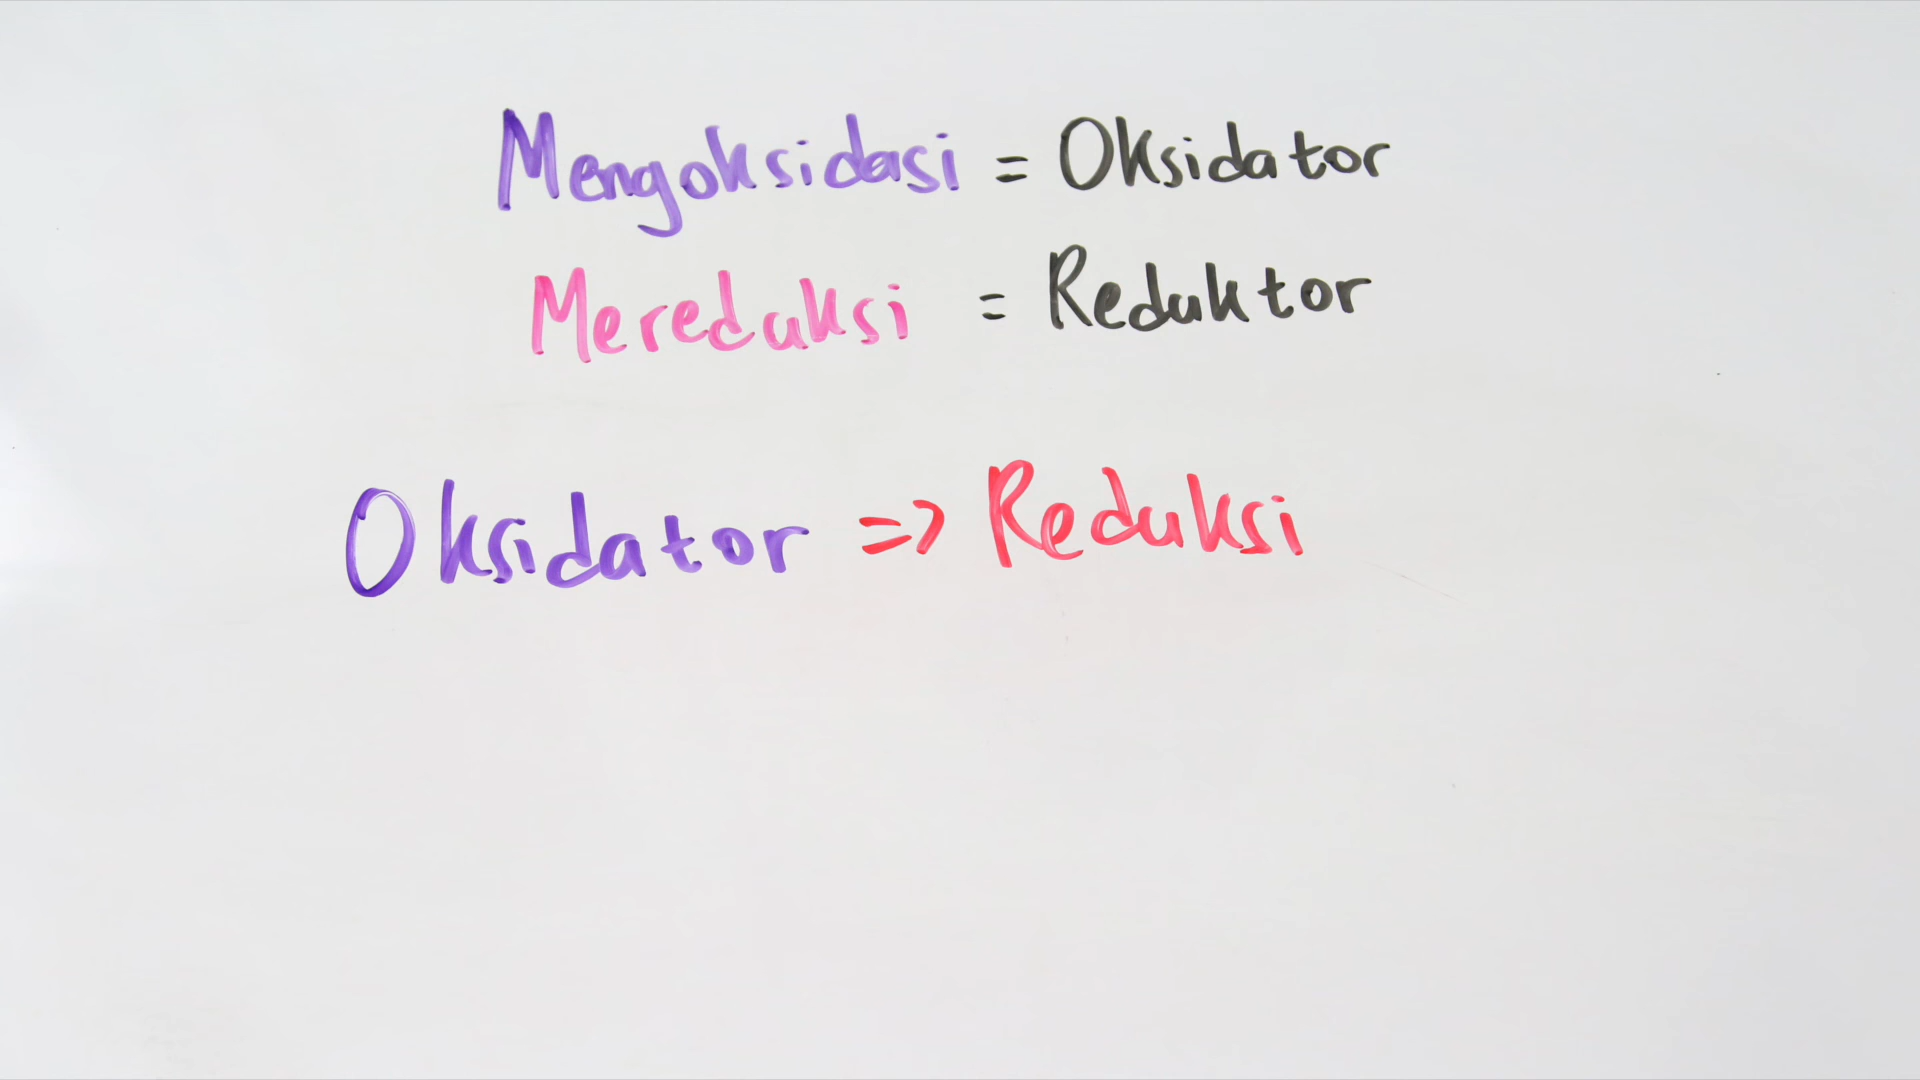 Mengoksidasi = Oksidator
Mereduksi = Reduktor
Oksidator => Reduksi